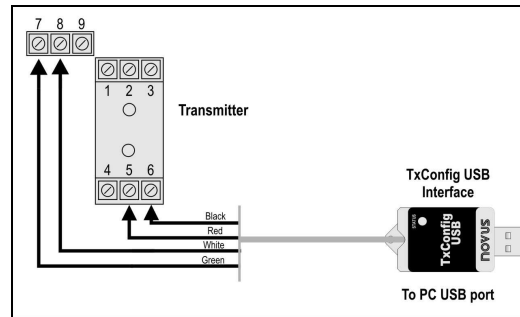 7 8 9
1 2 3
Transmitter
4 5 6
Black
Red
White
Green
TxConfig USB
Interface
STATUS
TxConfig
USB
NOVUS
To PC USB port